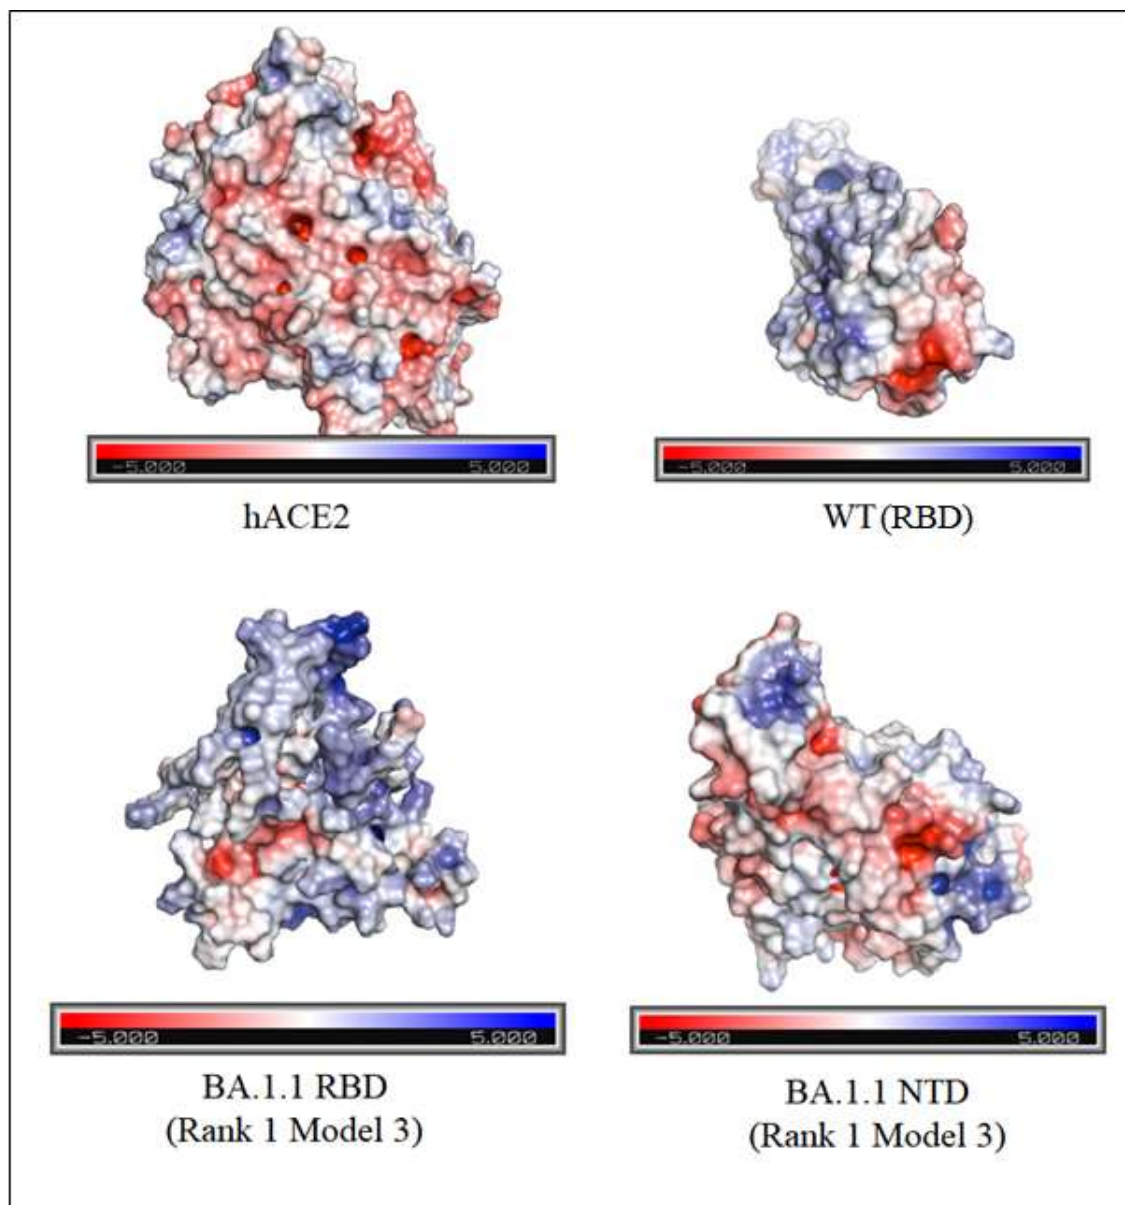 -5.000 5.000
-5.000 5.000
hACE2
WT(RBD)
-5.000 5.000
-5.000 5.000
BA.1.1 RBD
(Rank 1 Model 3)
BA.1.1 NTD
(Rank 1 Model 3)